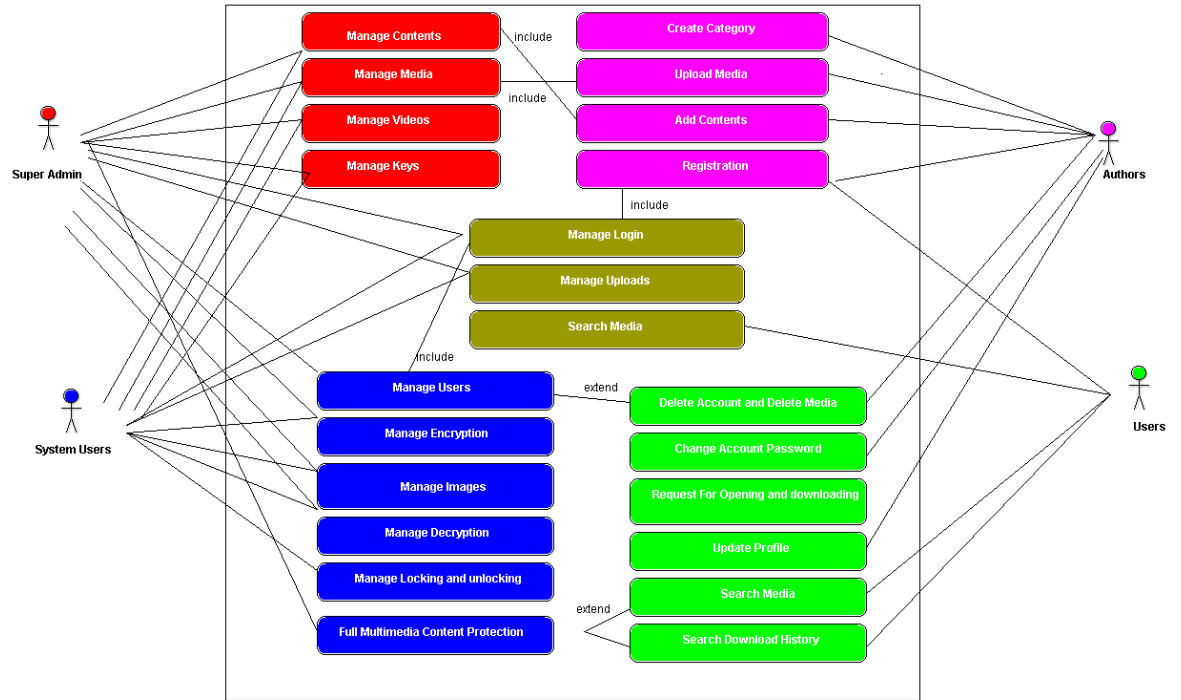 Manage Contents
include
Create Category
Manage Media
include
Upload Media
Manage Videos
Add Contents
Manage Keys
Registration
Super Admin
Authors
include
Manage Login
Manage Uploads
Search Media
include
Manage Users
extend
Delete Account and Delete Media
Manage Encryption
Change Account Password
System Users
Users
Manage Images
Request For Opening and downloading
Manage Decryption
Update Profile
Manage Locking and unlocking
Search Media
extend
Full Multimedia Content Protection
Search Download History